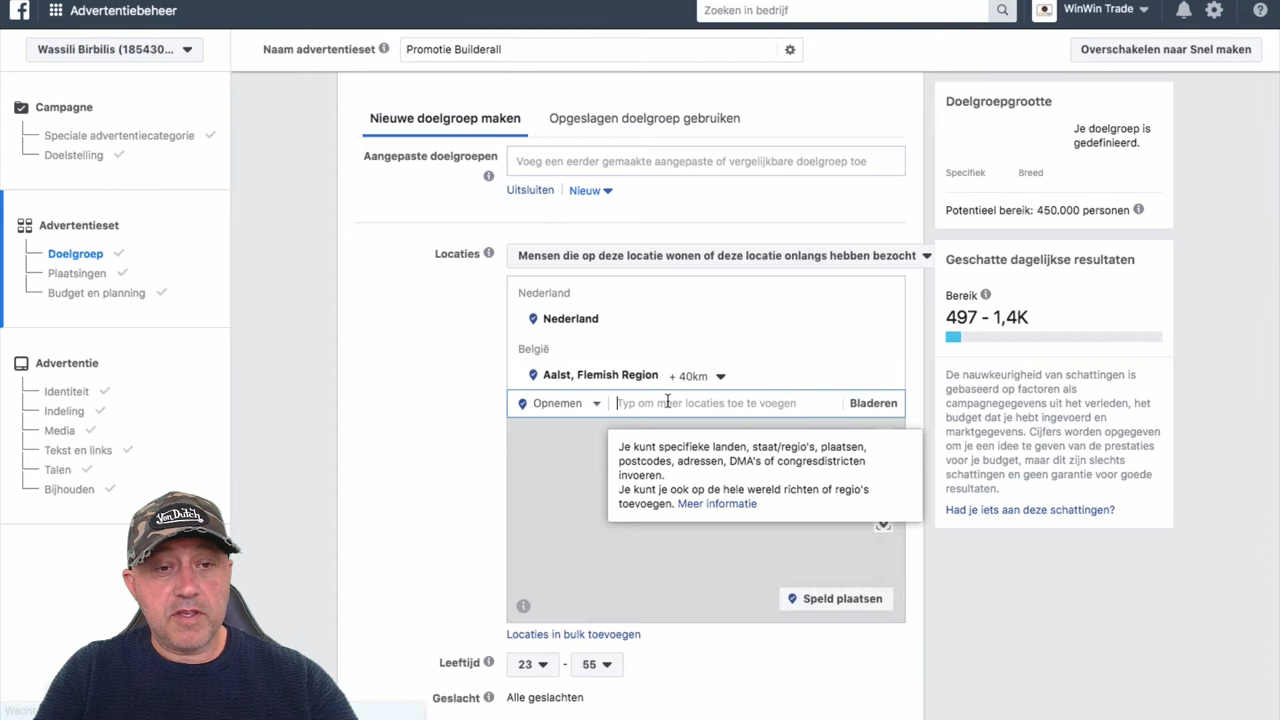 Advertentiebeheer
Zoeken in bedrijf
WinWin Trade
Wassili Birbilis (185430...
Naam advertentieset
Promotie Builderall
Overschakelen naar Snel maken
Campagne
Speciale advertentiecategorie
Doelstelling
Advertentieset
Doelgroep
Plaatsingen
Budget en planning
Advertentie
Identiteit
Indeling
Media
Tekst en links
Talen
Bijhouden
Nieuwe doelgroep maken
Opgeslagen doelgroep gebruiken
Aangepaste doelgroepen
Voeg een eerder gemaakte aangepaste of vergelijkbare doelgroep toe
Uitsluiten
Nieuw
Locaties
Mensen die op deze locatie wonen of deze locatie onlangs hebben bezocht
Nederland
Nederland
België
Aalst, Flemish Region + 40km
Opnemen
Typ om meer locaties toe te voegen
Bladeren
Je kunt specifieke landen, staat/regio's, plaatsen,
postcodes, adressen, DMA's of congresdistricten
invoeren.
Je kunt je ook op de hele wereld richten of regio's
toevoegen. Meer informatie
Speld plaatsen
Locaties in bulk toevoegen
Leeftijd
23 - 55
Geslacht
Alle geslachten
Doelgroepgrootte
Je doelgroep is
gedefinieerd.
Specifiek
Breed
Potentieel bereik: 450.000 personen
Geschatte dagelijkse resultaten
Bereik
497 - 1,4K
De nauwkeurigheid van schattingen is
gebaseerd op factoren als
campagnegegevens uit het verleden, het
budget dat je hebt ingevoerd en
marktgegevens. Cijfers worden opgegeven
om je een idee te geven van de prestaties
voor je budget, maar dit zijn slechts
schattingen en geen garantie voor goede
resultaten.
Had je iets aan deze schattingen?
Von Dutch